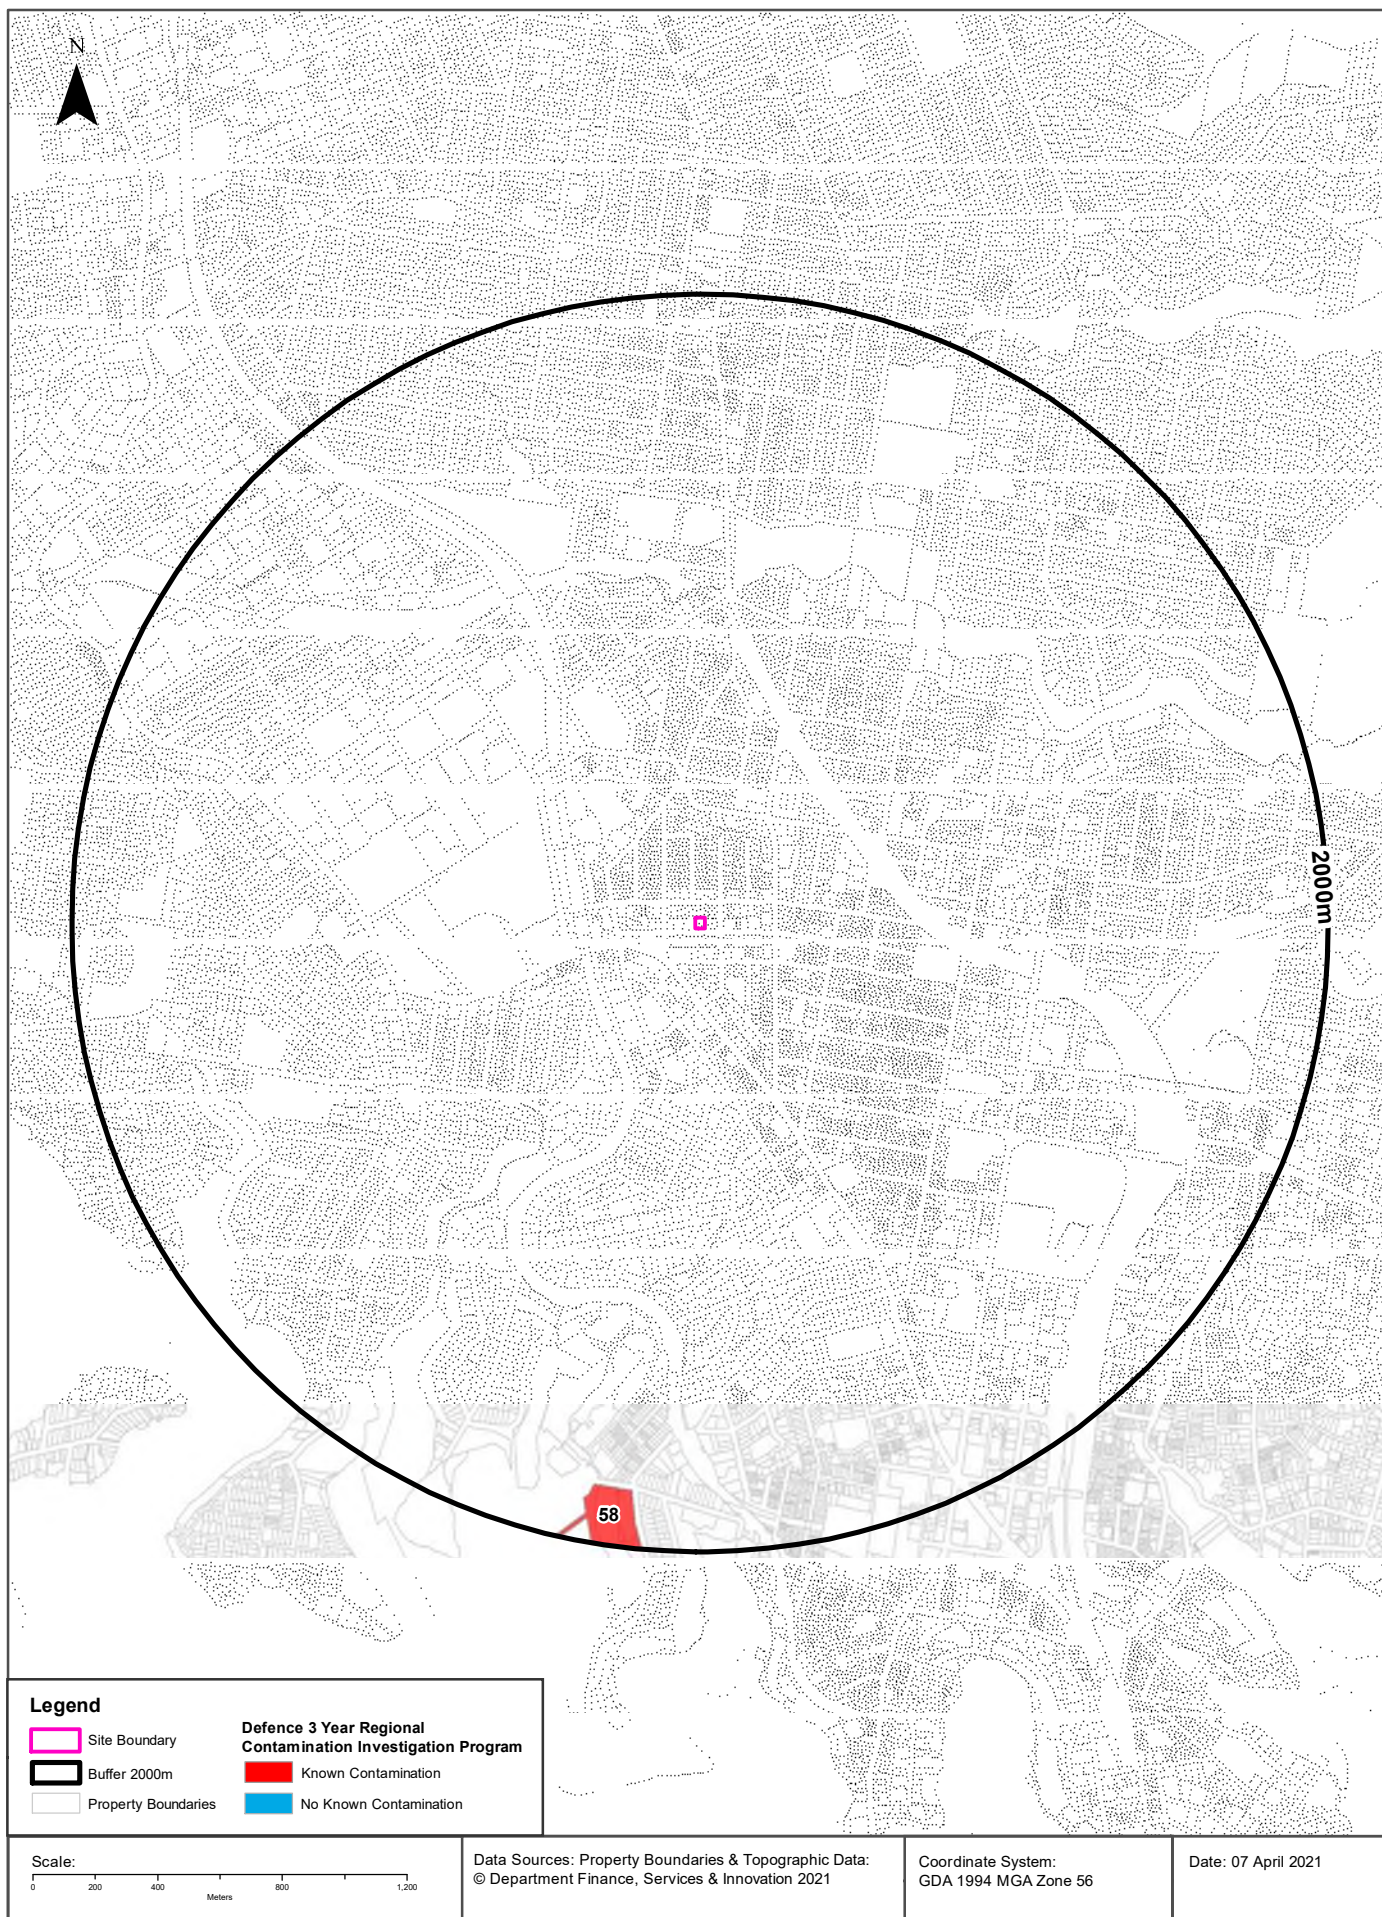 N
2000m
58
Legend
Site Boundary
Buffer 2000m
Property Boundaries
Defence 3 Year Regional
Contamination Investigation Program
Known Contamination
No Known Contamination
Scale:
0 200 400 800 1,200
Meters
Data Sources: Property Boundaries & Topographic Data:
© Department Finance, Services & Innovation 2021
Coordinate System:
GDA 1994 MGA Zone 56
Date: 07 April 2021